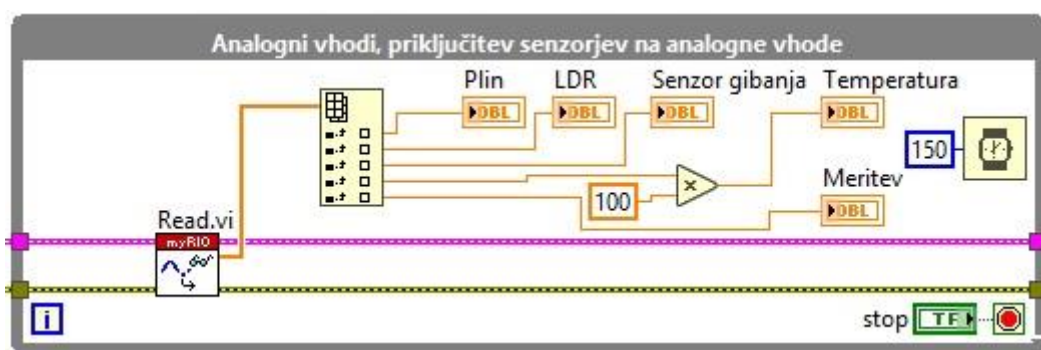 Analogni vhodi, priključitev senzorjev na analogne vhode
Plin LDR Senzor gibanja Temperatura
DBL DBL DBL DBL
150
Meritev
100
DBL
Read.vi
myRIO
i
stop TF